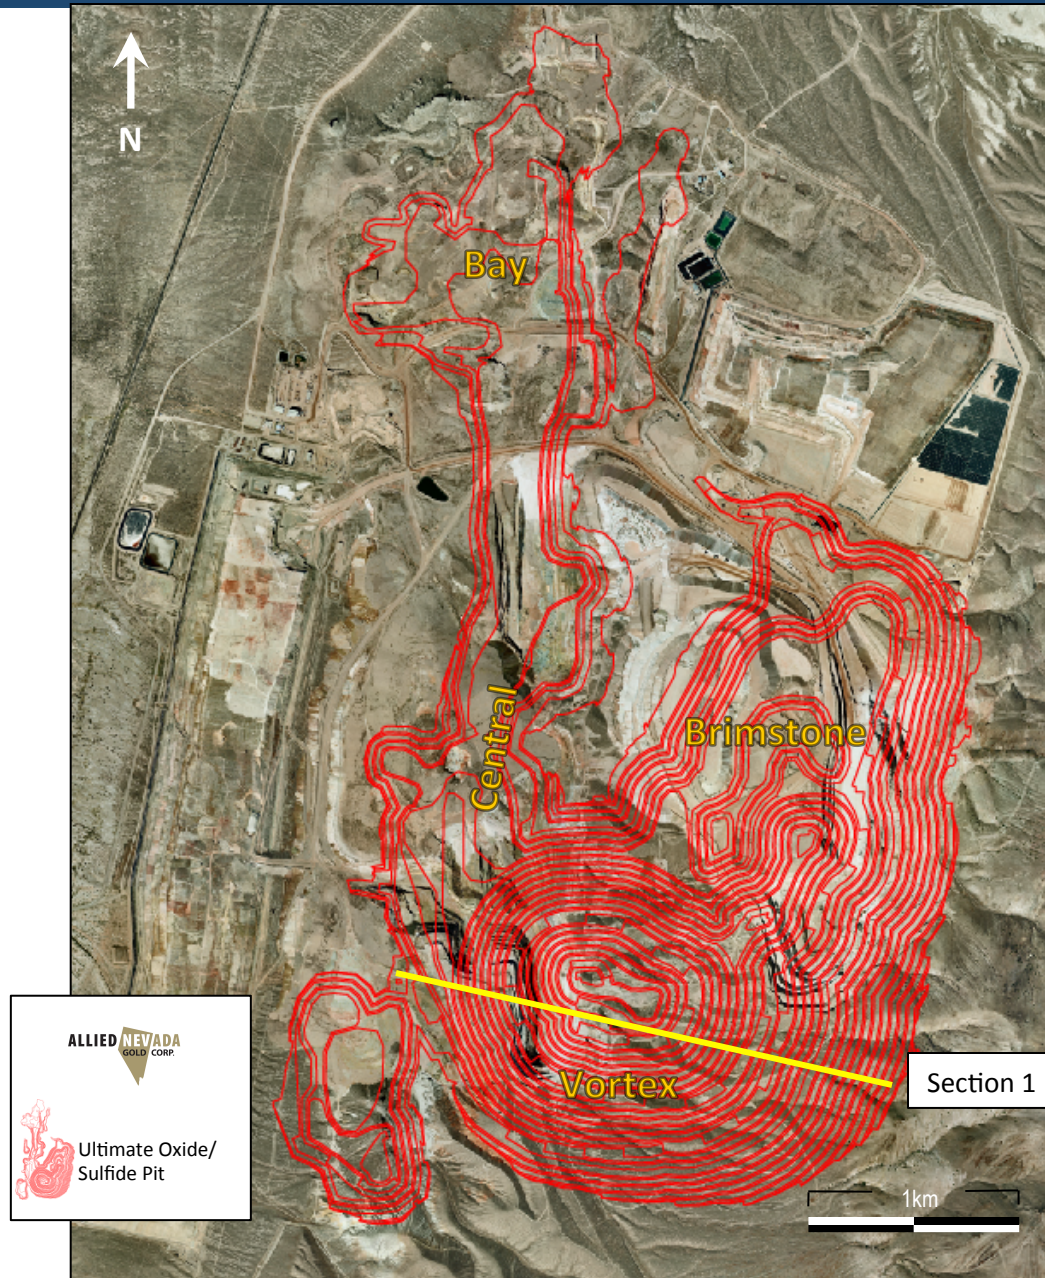 N
Bay
Central
Brimstone
Vortex
Section 1
ALLIED NEVADA
GOLD CORP.
Ultimate Oxide/
Sulfide Pit
1km